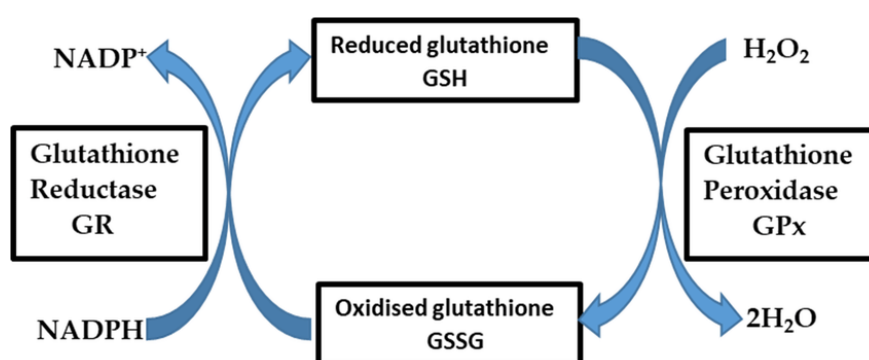 NADP⁺
Reduced glutathione
GSH
H₂O₂
Glutathione
Reductase
GR
Glutathione
Peroxidase
GPx
NADPH
Oxidised glutathione
GSSG
2H₂O